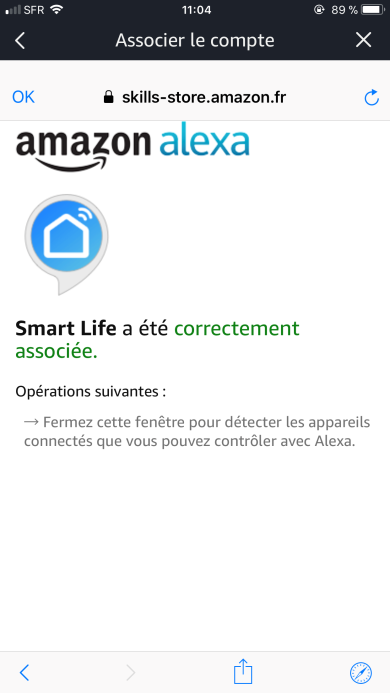 SFR 11:04 89 %
Associer le compte
OK skills-store.amazon.fr
amazon alexa
Smart Life a été correctement
associée.
Opérations suivantes :
→ Fermez cette fenêtre pour détecter les appareils
connectés que vous pouvez contrôler avec Alexa.